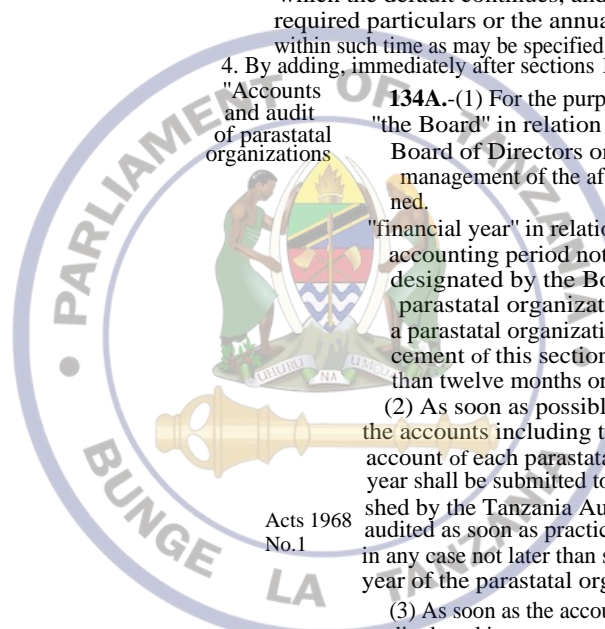 which the default continues, and
required particulars or the annua
within such time as may be specified
4. By adding, immediately after sections 1
"Accounts
and audit
of parastatal
organizations
134A.-(1) For the purp
"the Board" in relation
Board of Directors or
management of the af
ned.
"financial year" in relatio
accounting period not
designated by the Bo
parastatal organizat
a parastatal organizati
cement of this section
than twelve months or
(2) As soon as possibl
the accounts including t
account of each parastata
year shall be submitted to
Acts 1968
No.1
shed by the Tanzania Au
audited as soon as practic
in any case not later than s
year of the parastatal org
(3) As soon as the accou
PARLIAMENT OF TANZANIA
BUNGE LA TANZANIA
UHURU NA UMOJA